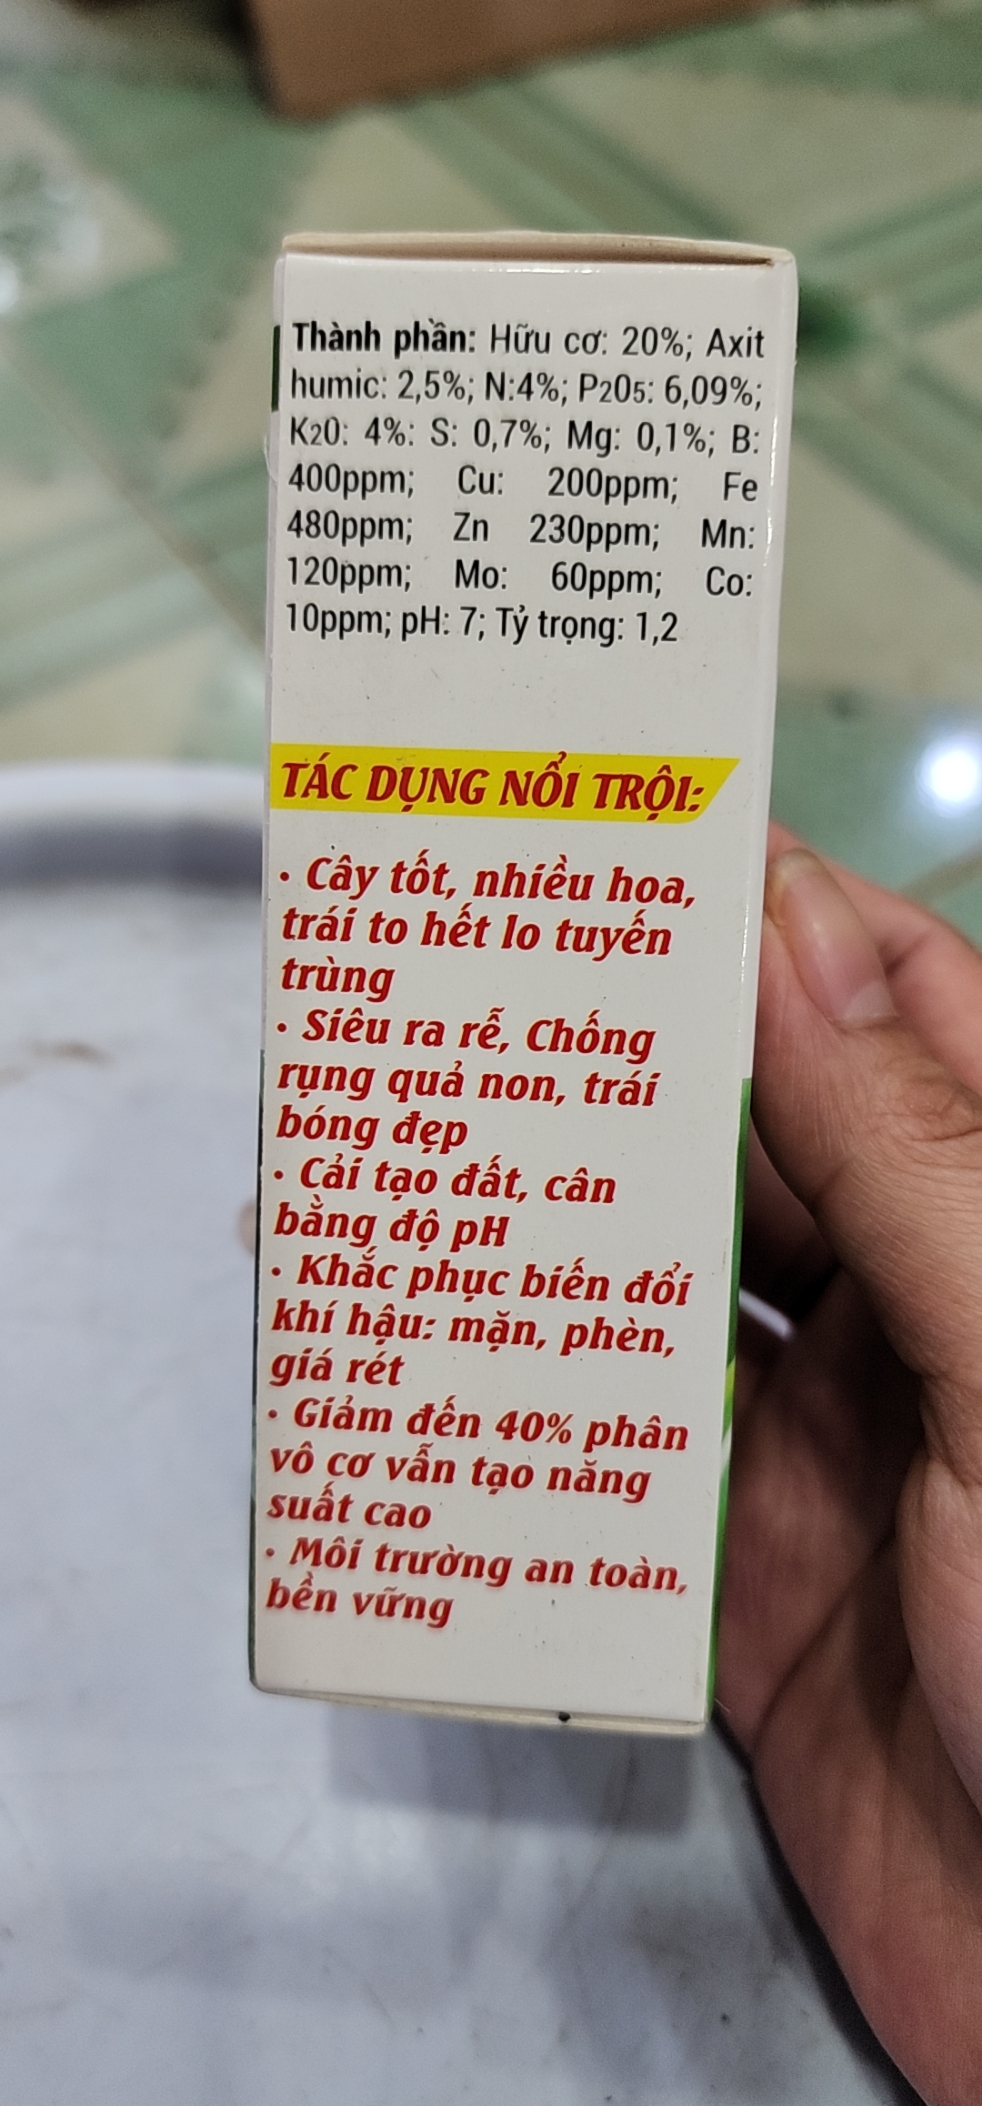 Thành phần: Hữu cơ: 20%; Axit
humic: 2,5%; N:4%; P2O5: 6,09%;
K2O: 4%: S: 0,7%; Mg: 0,1%; B:
400ppm; Cu: 200ppm; Fe
480ppm; Zn 230ppm; Mn:
120ppm; Mo: 60ppm; Co:
10ppm; pH: 7; Tỷ trọng: 1,2
TÁC DỤNG NỔI TRỘI:
• Cây tốt, nhiều hoa,
trái to hết lo tuyến
trùng
• Siêu ra rễ, Chống
rụng quả non, trái
bóng đẹp
• Cải tạo đất, cân
bằng độ pH
• Khắc phục biến đổi
khí hậu: mặn, phèn,
giá rét
• Giảm đến 40% phân
vô cơ vẫn tạo năng
suất cao
• Môi trường an toàn,
bền vững